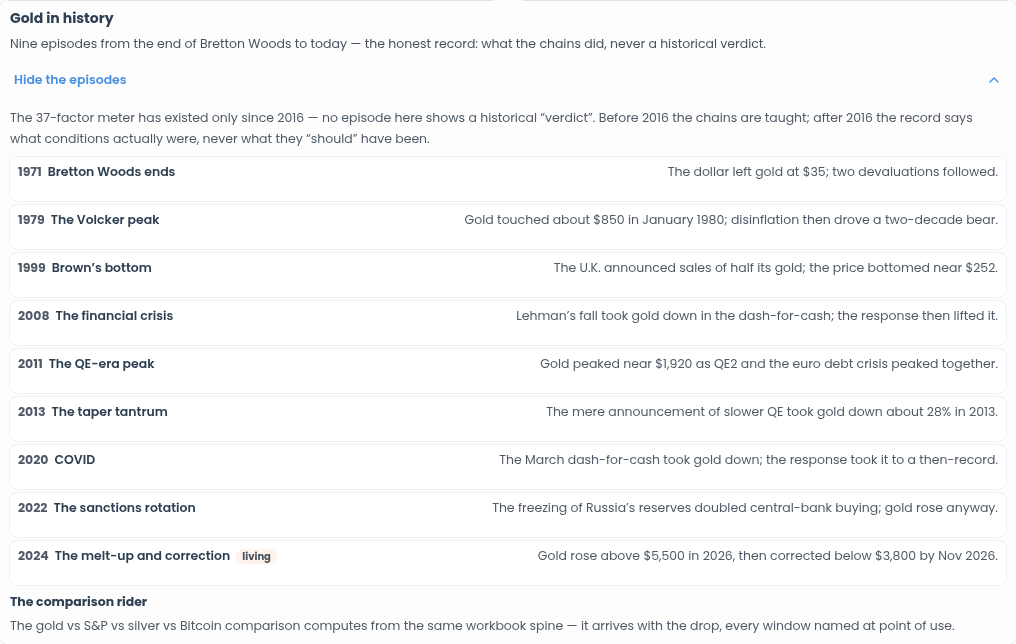 Gold in history
Nine episodes from the end of Bretton Woods to today — the honest record: what the chains did, never a historical verdict.
Hide the episodes
The 37-factor meter has existed only since 2016 — no episode here shows a historical “verdict”. Before 2016 the chains are taught; after 2016 the record says
what conditions actually were, never what they “should” have been.
1971 Bretton Woods ends The dollar left gold at $35; two devaluations followed.
1979 The Volcker peak Gold touched about $850 in January 1980; disinflation then drove a two-decade bear.
1999 Brown’s bottom The U.K. announced sales of half its gold; the price bottomed near $252.
2008 The financial crisis Lehman’s fall took gold down in the dash-for-cash; the response then lifted it.
2011 The QE-era peak Gold peaked near $1,920 as QE2 and the euro debt crisis peaked together.
2013 The taper tantrum The mere announcement of slower QE took gold down about 28% in 2013.
2020 COVID The March dash-for-cash took gold down; the response took it to a then-record.
2022 The sanctions rotation The freezing of Russia’s reserves doubled central-bank buying; gold rose anyway.
2024 The melt-up and correction living Gold rose above $5,500 in 2026, then corrected below $3,800 by Nov 2026.
The comparison rider
The gold vs S&P vs silver vs Bitcoin comparison computes from the same workbook spine — it arrives with the drop, every window named at point of use.